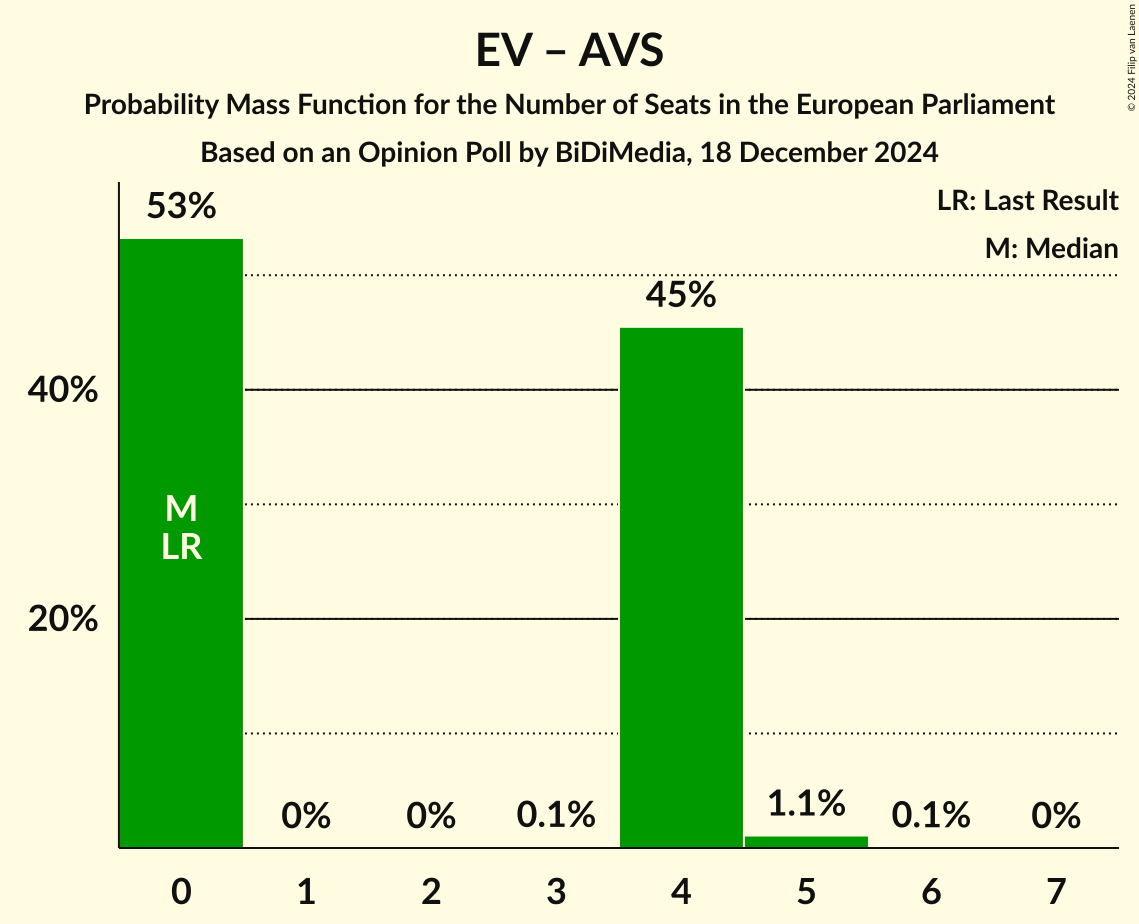 EV – AVS
Probability Mass Function for the Number of Seats in the European Parliament
Based on an Opinion Poll by BiDiMedia, 18 December 2024
© 2024 Filip van Laenen
LR: Last Result
M: Median
53%
45%
40%
M
LR
20%
0%
0%
0.1%
1.1%
0.1%
0%
0
1
2
3
4
5
6
7